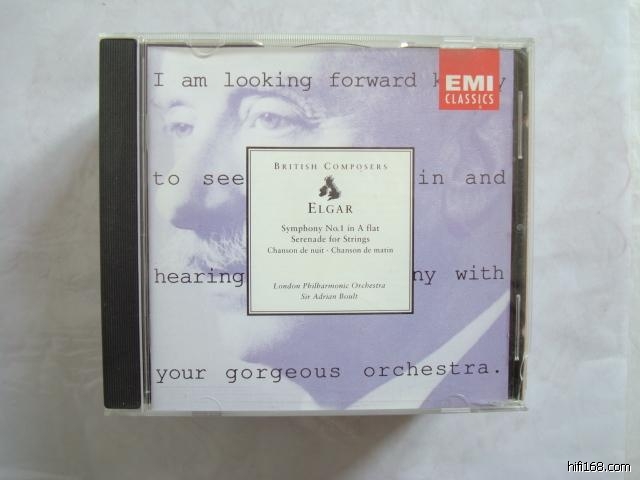 I am looking forward k y
EMI
CLASSICS
to see in and
hearing ny with
your gorgeous orchestra.
BRITISH COMPOSERS
ELGAR
Symphony No.1 in A flat
Serenade for Strings
Chanson de nuit · Chanson de matin
London Philharmonic Orchestra
Sir Adrian Boult
hifi168.com